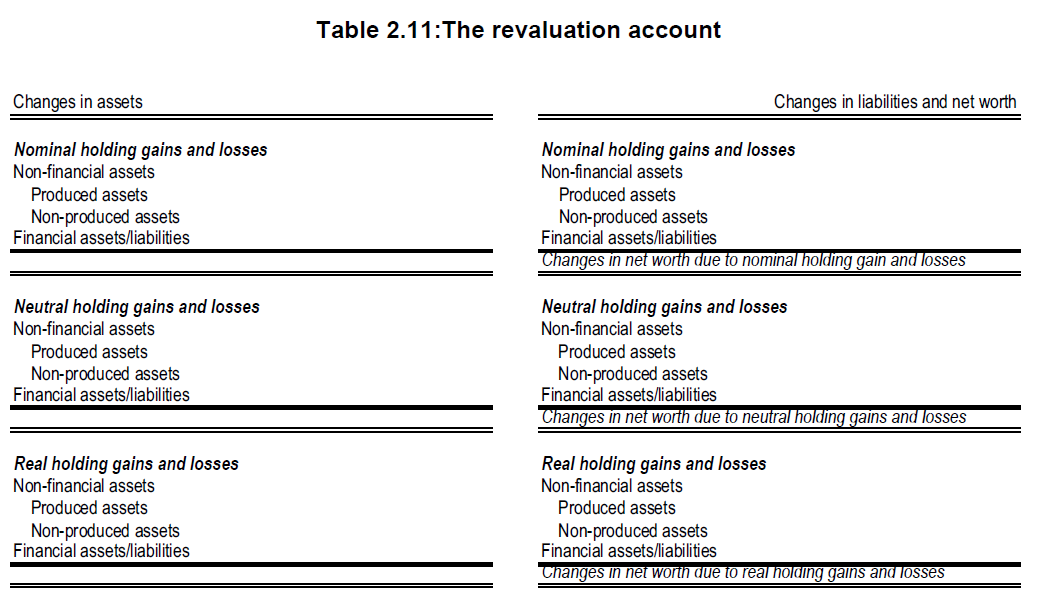 Table 2.11:The revaluation account
Changes in assets
Changes in liabilities and net worth
Nominal holding gains and losses
Non-financial assets
Produced assets
Non-produced assets
Financial assets/liabilities
Nominal holding gains and losses
Non-financial assets
Produced assets
Non-produced assets
Financial assets/liabilities
Changes in net worth due to nominal holding gain and losses
Neutral holding gains and losses
Non-financial assets
Produced assets
Non-produced assets
Financial assets/liabilities
Neutral holding gains and losses
Non-financial assets
Produced assets
Non-produced assets
Financial assets/liabilities
Changes in net worth due to neutral holding gains and losses
Real holding gains and losses
Non-financial assets
Produced assets
Non-produced assets
Financial assets/liabilities
Real holding gains and losses
Non-financial assets
Produced assets
Non-produced assets
Financial assets/liabilities
Changes in net worth due to real holding gains and losses